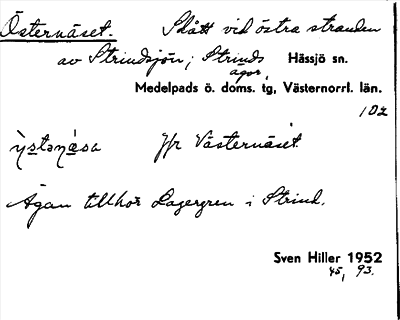 Östernäset. Slått vid östra stranden
av Strindsjön; Strinds Hässjö sn.
ägor
Medelpads ö. doms. tg, Västernorrl. län.
102
Jfr Västernäset
Ägan tillhör Lagergren i Strind.
Sven Hiller 1952
45, 93.